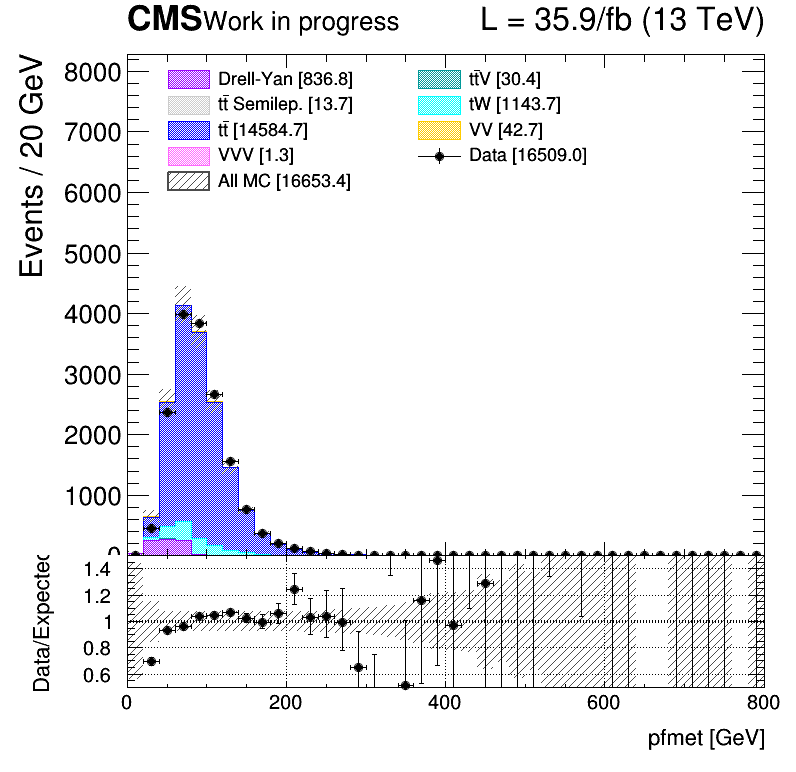 CMS Work in progress L = 35.9/fb (13 TeV)
Events / 20 GeV
8000
7000
6000
5000
4000
3000
2000
1000
0
Drell-Yan [836.8]
tt̄ Semilep. [13.7]
tt̄ [14584.7]
VVV [1.3]
All MC [16653.4]
tt̄V [30.4]
tW [1143.7]
VV [42.7]
Data [16509.0]
Data/Expected
1.4
1.2
1
0.8
0.6
0 200 400 600 800
pfmet [GeV]